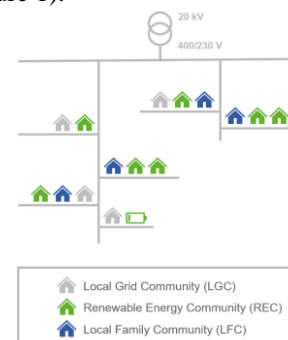 20 kV
400/230 V
Local Grid Community (LGC)
Renewable Energy Community (REC)
Local Family Community (LFC)